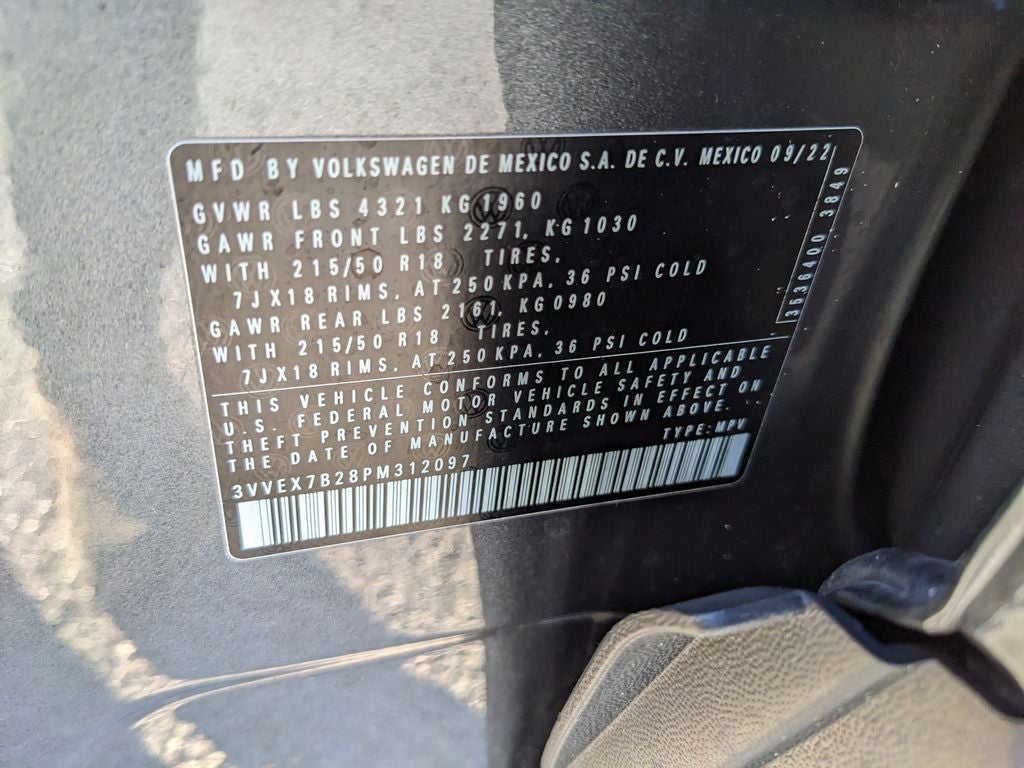 MFD BY VOLKSWAGEN DE MEXICO S.A. DE C.V. MEXICO 09/22
GVWR LBS 4321 KG 1960
GAWR FRONT LBS 2271, KG 1030
WITH 215/50 R18 TIRES,
7JX18 RIMS, AT 250 KPA, 36 PSI COLD
GAWR REAR LBS 2161, KG 0980
WITH 215/50 R18 TIRES,
7JX18 RIMS, AT 250 KPA, 36 PSI COLD
THIS VEHICLE CONFORMS TO ALL APPLICABLE
U.S. FEDERAL MOTOR VEHICLE SAFETY AND
THEFT PREVENTION STANDARDS IN EFFECT ON
THE DATE OF MANUFACTURE SHOWN ABOVE.
3VVEX7B28PM312097 TYPE: MPV
3636400 3849